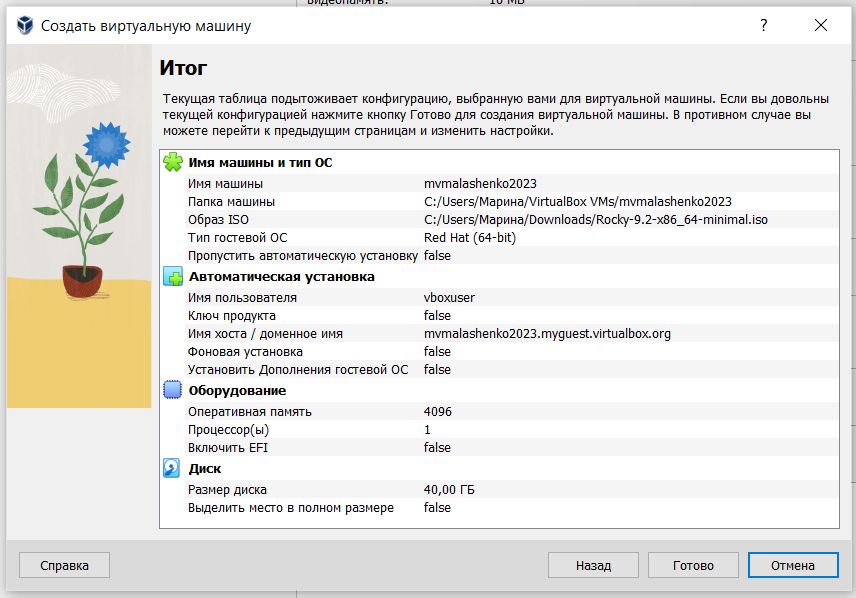 Видеопамять: 16 МБ
Создать виртуальную машину
?
Итог
Текущая таблица подытоживает конфигурацию, выбранную вами для виртуальной машины. Если вы довольны
текущей конфигурацией нажмите кнопку Готово для создания виртуальной машины. В противном случае вы
можете перейти к предыдущим страницам и изменить настройки.
Имя машины и тип ОС
Имя машины mvmalashenko2023
Папка машины C:/Users/Марина/VirtualBox VMs/mvmalashenko2023
Образ ISO C:/Users/Марина/Downloads/Rocky-9.2-x86_64-minimal.iso
Тип гостевой ОС Red Hat (64-bit)
Пропустить автоматическую установку false
Автоматическая установка
Имя пользователя vboxuser
Ключ продукта false
Имя хоста / доменное имя mvmalashenko2023.myguest.virtualbox.org
Фоновая установка false
Установить Дополнения гостевой ОС false
Оборудование
Оперативная память 4096
Процессор(ы) 1
Включить EFI false
Диск
Размер диска 40,00 ГБ
Выделить место в полном размере false
Справка Назад Готово Отмена